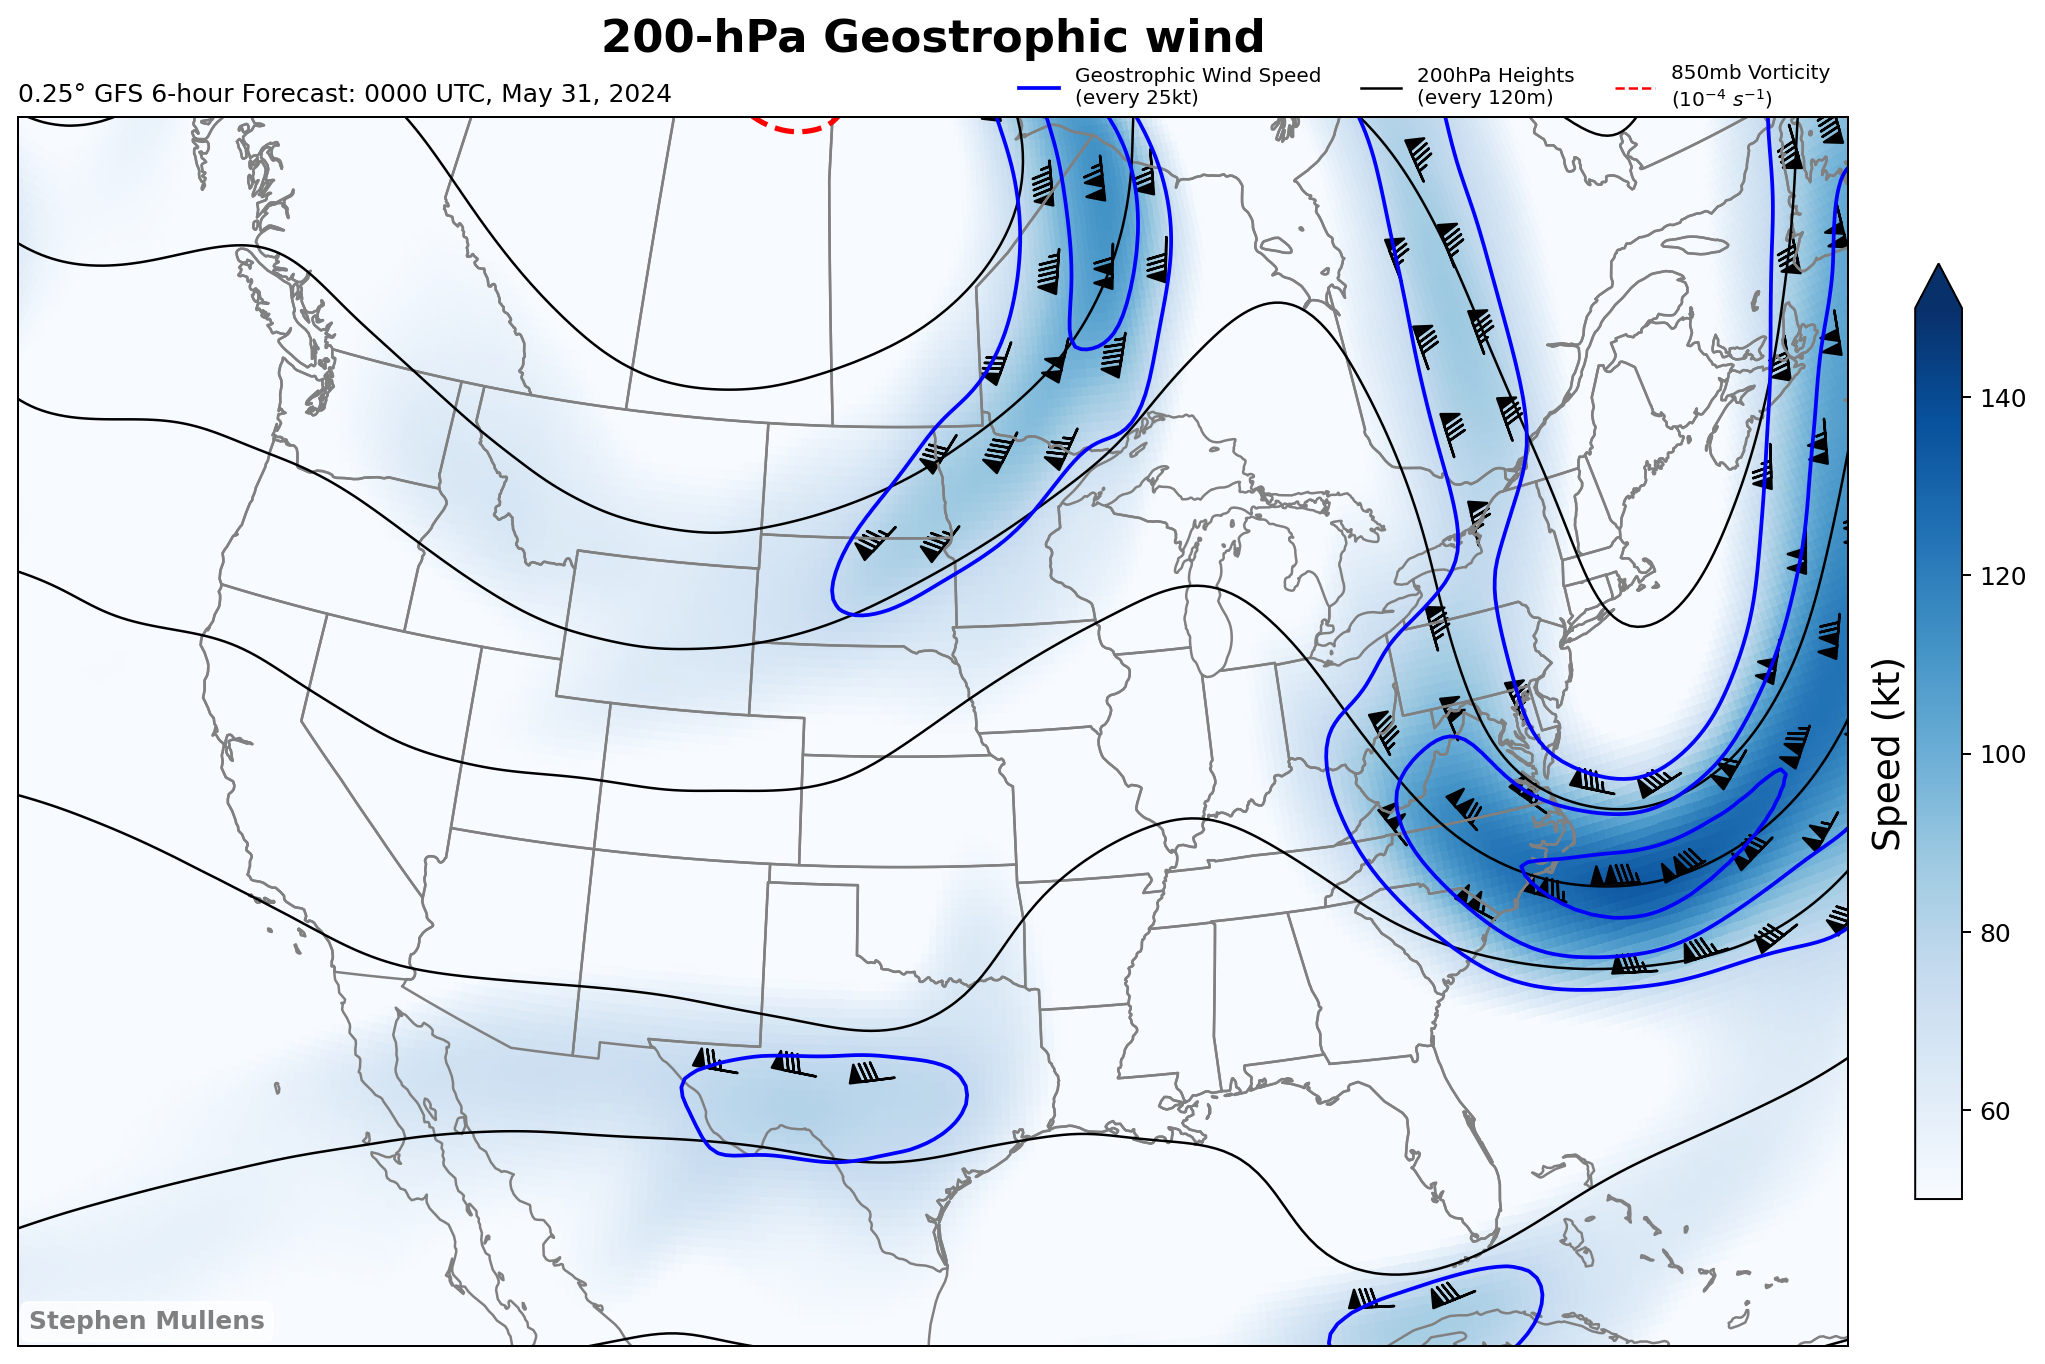 200-hPa Geostrophic wind
0.25° GFS 6-hour Forecast: 0000 UTC, May 31, 2024
Geostrophic Wind Speed
(every 25kt)
200hPa Heights
(every 120m)
850mb Vorticity
(10⁻⁴ s⁻¹)
140
120
100
80
60
Speed (kt)
Stephen Mullens